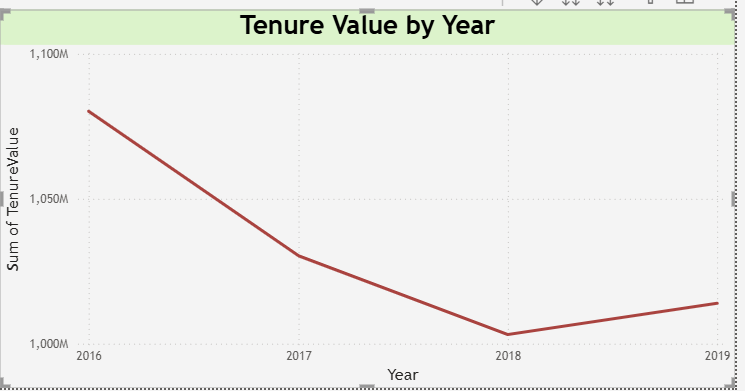 Tenure Value by Year
1,100M
1,050M
1,000M
Sum of TenureValue
2016 2017 2018 2019
Year